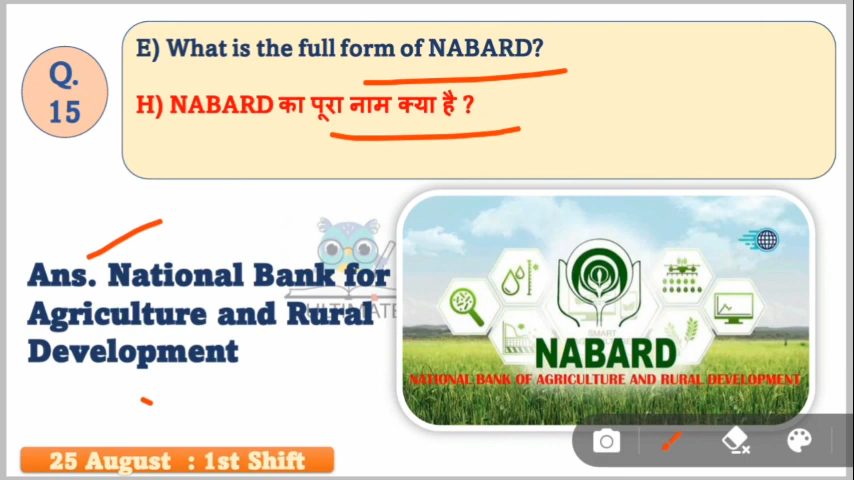 Q.
15
E) What is the full form of NABARD?
H) NABARD का पूरा नाम क्या है ?
Ans. National Bank for
Agriculture and Rural
Development
SMART
NABARD
NATIONAL BANK OF AGRICULTURE AND RURAL DEVELOPMENT
25 August : 1st Shift